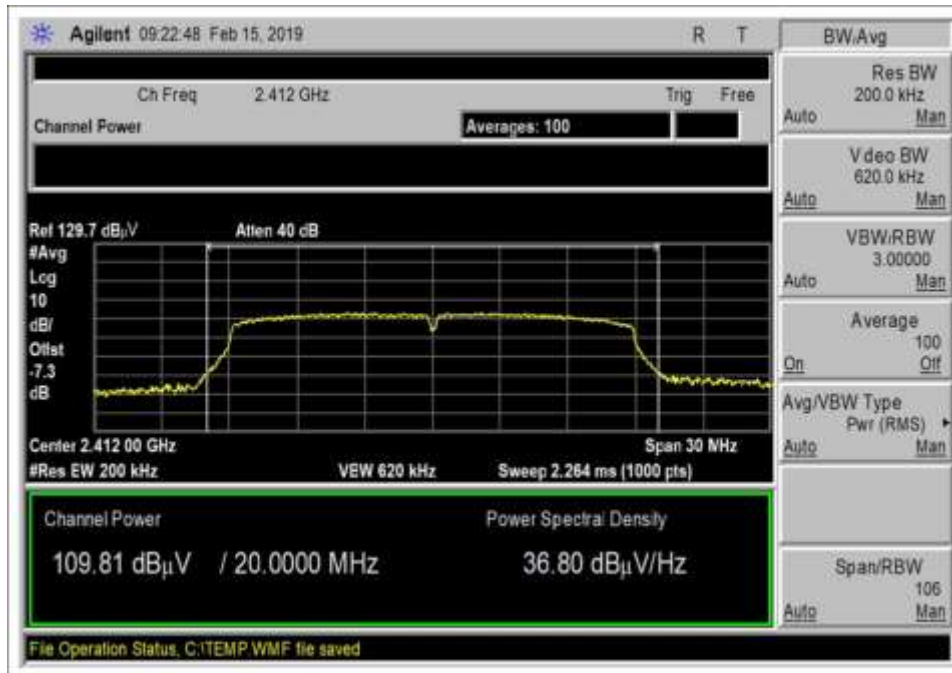 Agilent 09:22:48 Feb 15, 2019 R T
BW/Avg
Ch Freq 2.412 GHz Trig Free
Channel Power Averages: 100
Ref 129.7 dBµV Atten 40 dB
#Avg
Log
10
dB/
Offst
-7.3
dB
Center 2.412 00 GHz Span 30 MHz
#Res BW 200 kHz VBW 620 kHz Sweep 2.264 ms (1000 pts)
Channel Power Power Spectral Density
109.81 dBµV / 20.0000 MHz 36.80 dBµV/Hz
File Operation Status, C:\TEMP.WMF file saved
Res BW
200.0 kHz
Auto Man
Video BW
620.0 kHz
Auto Man
VBW/RBW
3.00000
Auto Man
Average
100
On Off
Avg/VBW Type
Pwr (RMS)
Auto Man
Span/RBW
106
Auto Man